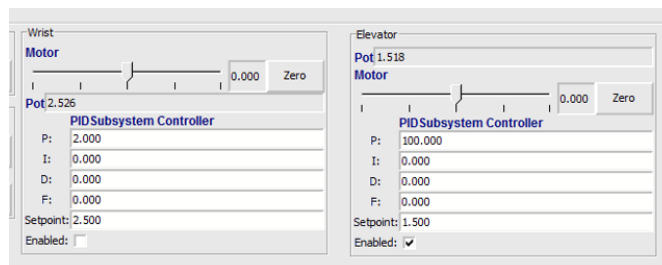 Wrist
Motor
0.000 Zero
Pot 2.526
PIDSubsystem Controller
P: 2.000
I: 0.000
D: 0.000
F: 0.000
Setpoint: 2.500
Enabled:
Elevator
Pot 1.518
Motor
0.000 Zero
PIDSubsystem Controller
P: 100.000
I: 0.000
D: 0.000
F: 0.000
Setpoint: 1.500
Enabled: